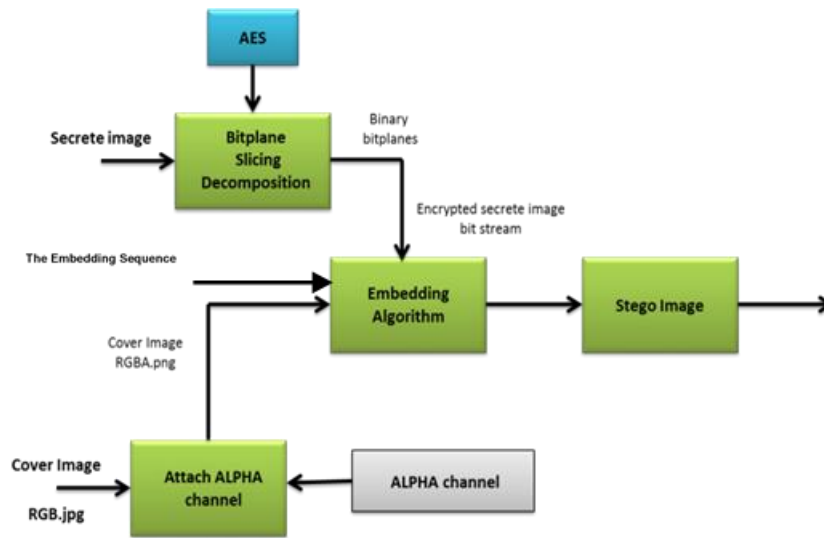 AES
Secrete image
Bitplane
Slicing
Decomposition
Binary
bitplanes
Encrypted secrete image
bit stream
The Embedding Sequence
Embedding
Algorithm
Stego Image
Cover Image
RGBA.png
Cover Image
RGB.jpg
Attach ALPHA
channel
ALPHA channel